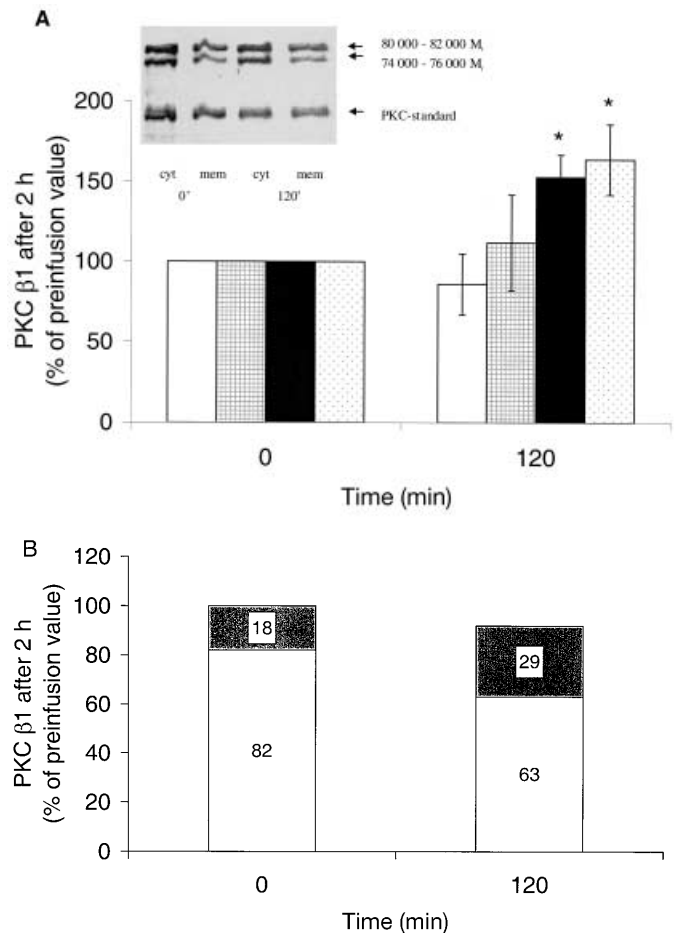 A
80 000 - 82 000 Mr
74 000 - 76 000 Mr
PKC-standard
cyt mem cyt mem
0' 120'
PKC β1 after 2 h
(% of preinfusion value)
200
150
100
50
0
* *
0 120
Time (min)
B
PKC β1 after 2 h
(% of preinfusion value)
120
100
80
60
40
20
0
18
82
29
63
0 120
Time (min)